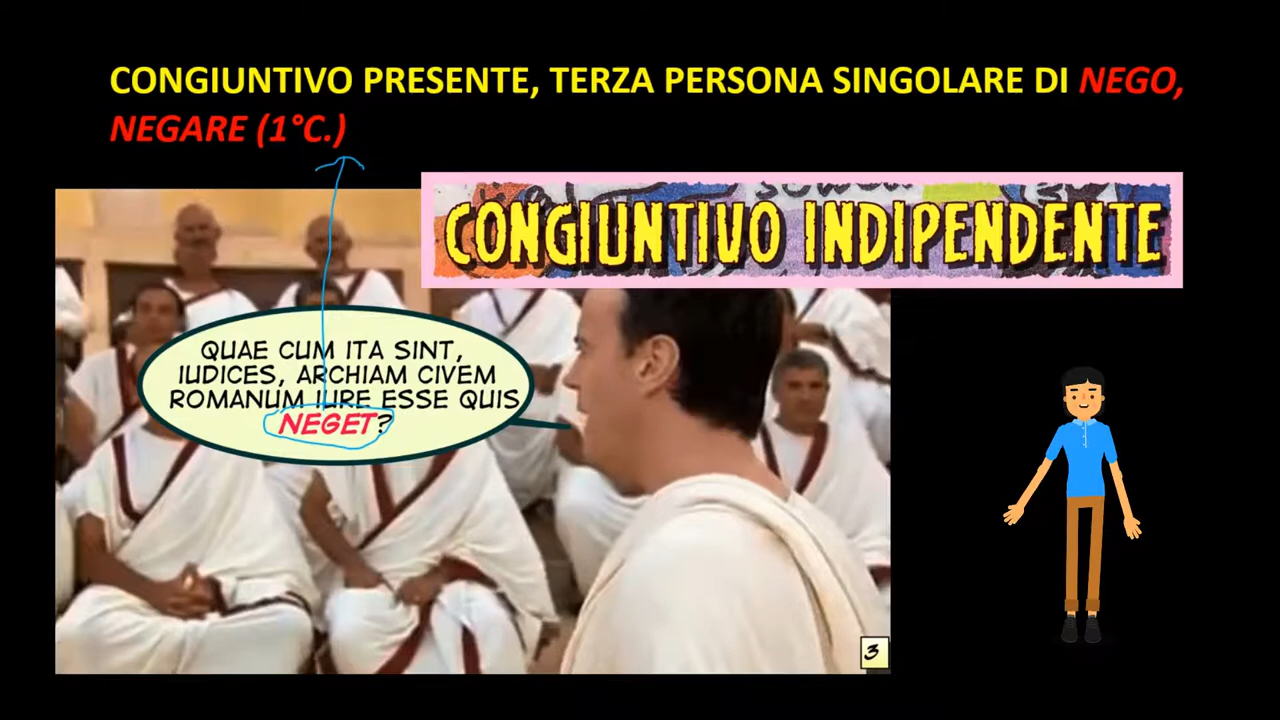 CONGIUNTIVO PRESENTE, TERZA PERSONA SINGOLARE DI NEGO,
NEGARE (1°C.)
CONGIUNTIVO INDIPENDENTE
QUAE CUM ITA SINT,
IUDICES, ARCHIAM CIVEM
ROMANUM IURE ESSE QUIS
NEGET?
3